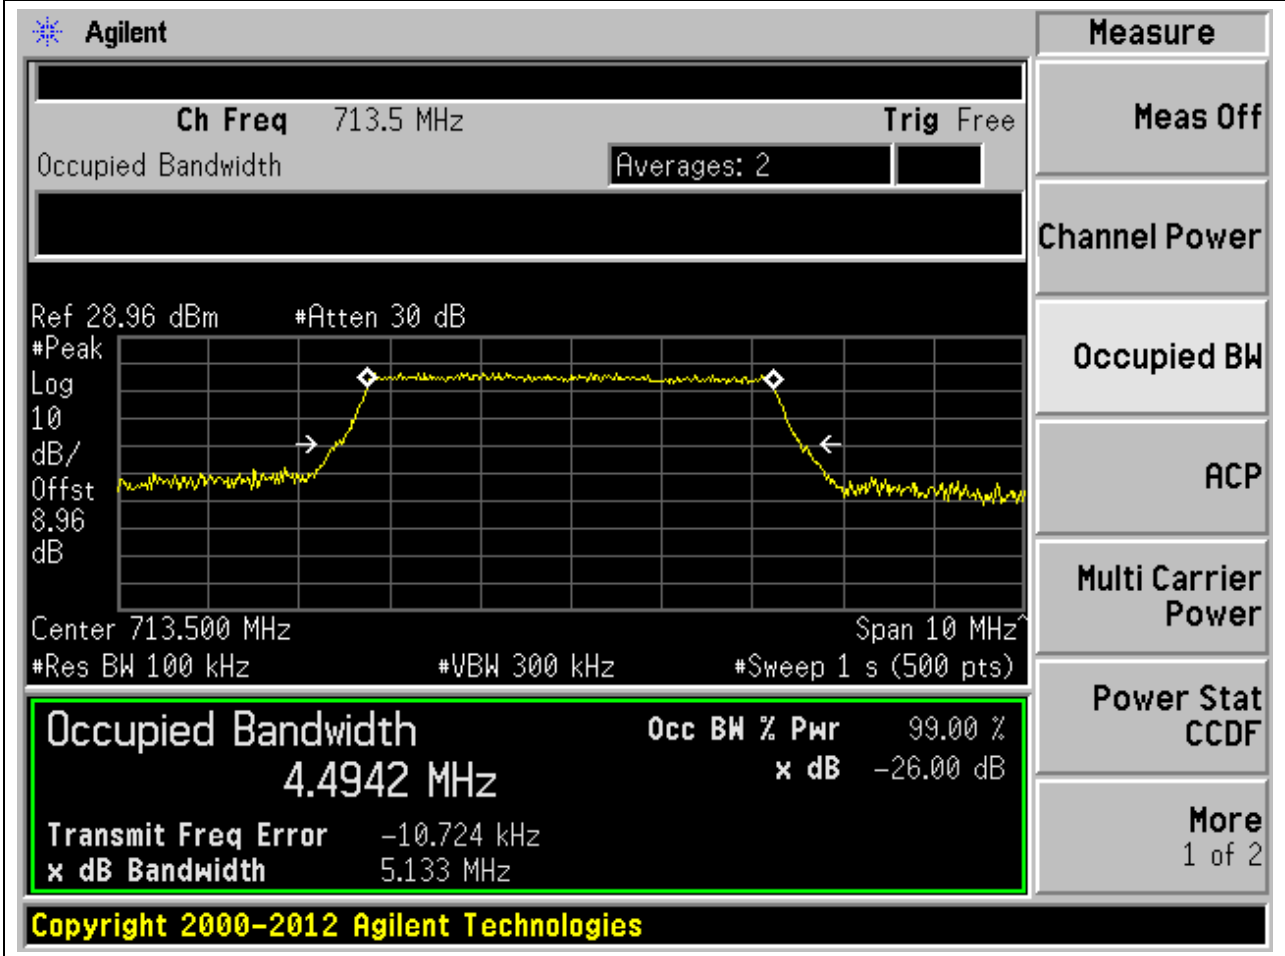 Agilent
Measure
Ch Freq 713.5 MHz Trig Free
Occupied Bandwidth Averages: 2
Meas Off
Channel Power
Occupied BW
ACP
Multi Carrier
Power
Power Stat
CCDF
More
1 of 2
Ref 28.96 dBm #Atten 30 dB
#Peak
Log
10
dB/
Offst
8.96
dB
Center 713.500 MHz Span 10 MHz^
#Res BW 100 kHz #VBW 300 kHz #Sweep 1 s (500 pts)
Occupied Bandwidth Occ BW % Pwr 99.00 %
4.4942 MHz x dB -26.00 dB
Transmit Freq Error -10.724 kHz
x dB Bandwidth 5.133 MHz
Copyright 2000-2012 Agilent Technologies